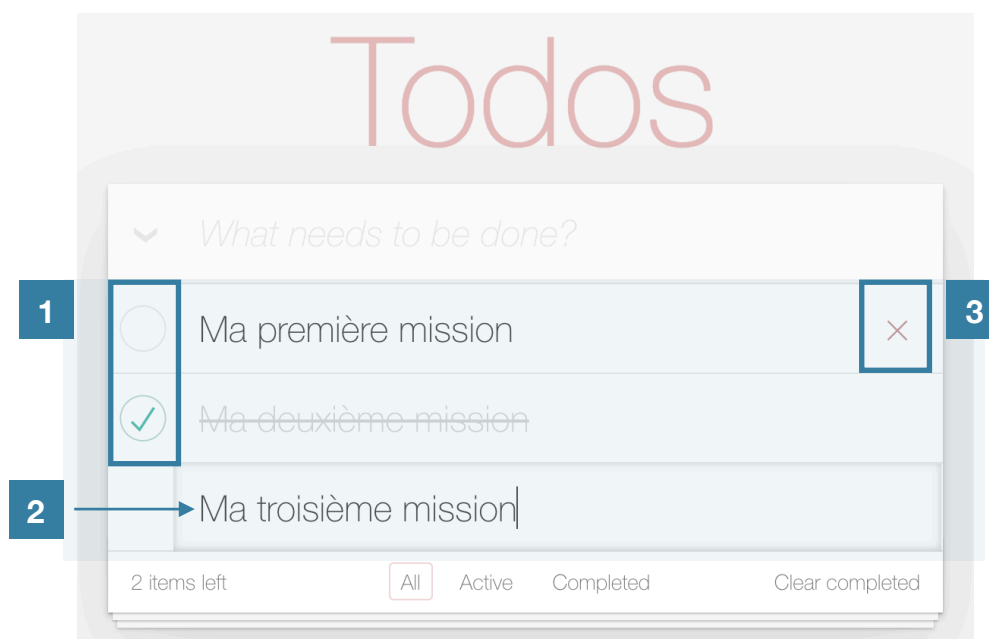 Todos
What needs to be done?
1
Ma première mission
3
Ma deuxième mission
2
Ma troisième mission
2 items left
All
Active
Completed
Clear completed